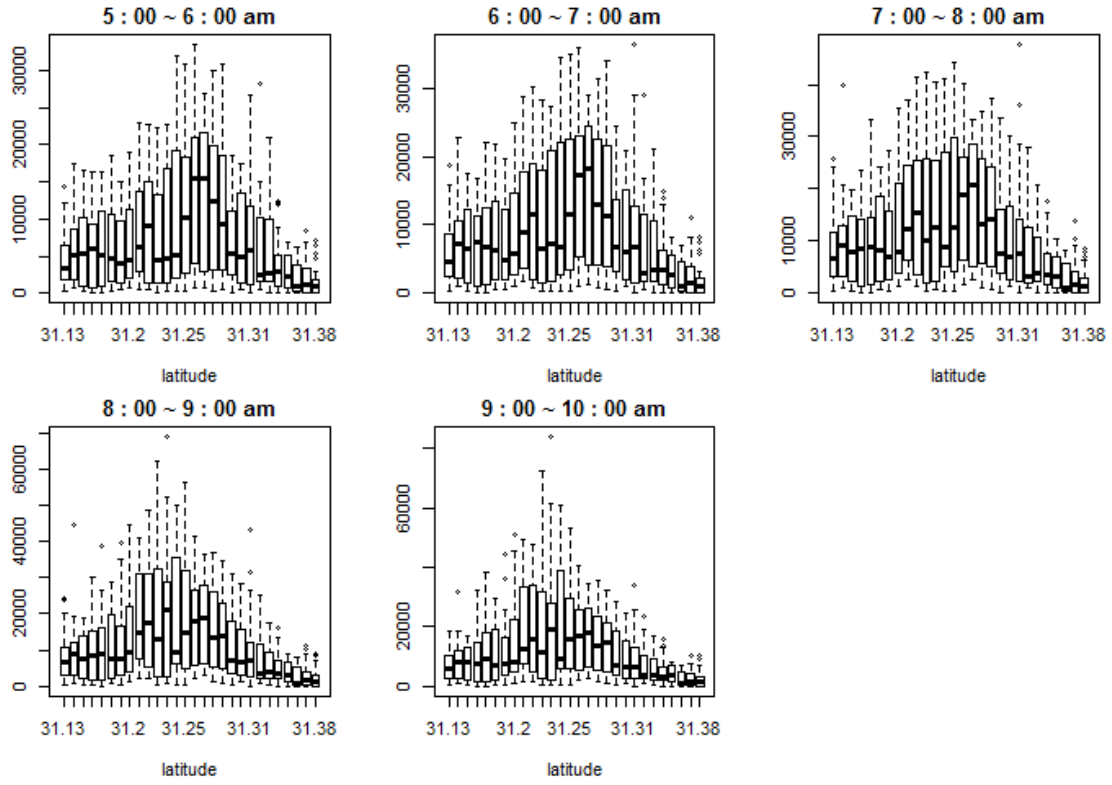 5 : 00 ~ 6 : 00 am
6 : 00 ~ 7 : 00 am
7 : 00 ~ 8 : 00 am
0 10000 20000 30000
0 10000 20000 30000
0 10000 30000
31.13 31.2 31.25 31.31 31.38
31.13 31.2 31.25 31.31 31.38
31.13 31.2 31.25 31.31 31.38
latitude
latitude
latitude
8 : 00 ~ 9 : 00 am
9 : 00 ~ 10 : 00 am
0 20000 40000 60000
0 20000 60000
31.13 31.2 31.25 31.31 31.38
31.13 31.2 31.25 31.31 31.38
latitude
latitude